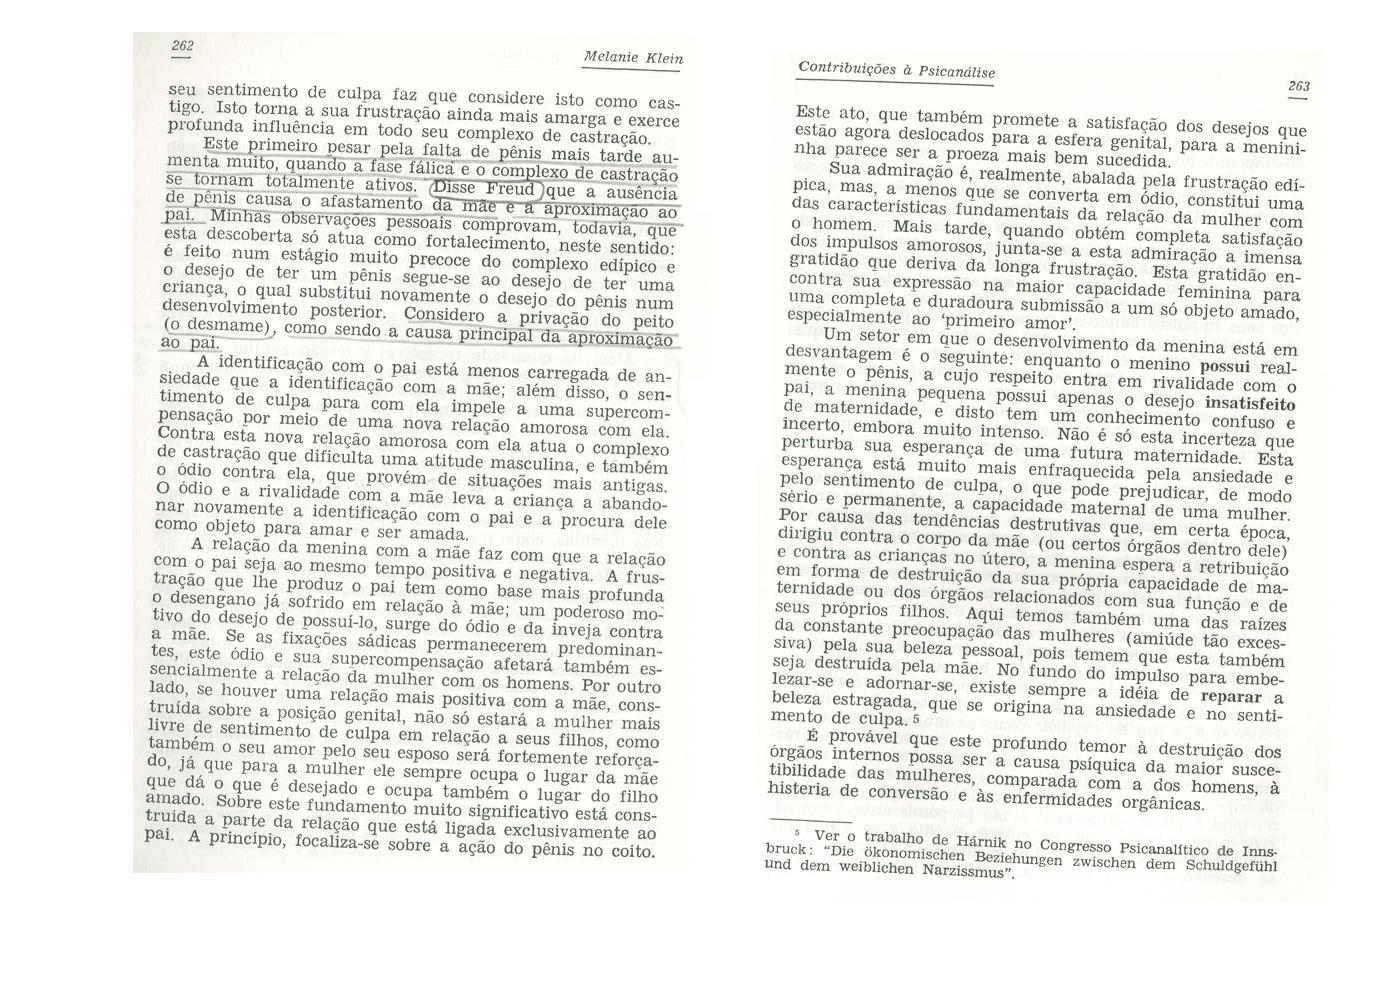 262
Melanie Klein
seu sentimento de culpa faz que considere isto como cas-
tigo. Isto torna a sua frustração ainda mais amarga e exerce
profunda influência em todo seu complexo de castração.
Este primeiro pesar pela falta de pênis mais tarde au-
menta muito, quando a fase fálica e o complexo de castração
se tornam totalmente ativos. Disse Freud que a ausência
de pênis causa o afastamento da mãe e a aproximação ao
pai. Minhas observações pessoais comprovam, todavia, que
esta descoberta só atua como fortalecimento, neste sentido:
é feito num estágio muito precoce do complexo edípico e
o desejo de ter um pênis segue-se ao desejo de ter uma
criança, o qual substitui novamente o desejo do pênis num
desenvolvimento posterior. Considero a privação do peito
(o desmame), como sendo a causa principal da aproximação
ao pai.
A identificação com o pai está menos carregada de an-
siedade que a identificação com a mãe; além disso, o sen-
timento de culpa para com ela impele a uma supercom-
pensação por meio de uma nova relação amorosa com ela.
Contra esta nova relação amorosa com ela atua o complexo
de castração que dificulta uma atitude masculina, e também
o ódio contra ela, que provém de situações mais antigas.
O ódio e a rivalidade com a mãe leva a criança a abando-
nar novamente a identificação com o pai e a procura dele
como objeto para amar e ser amada.
A relação da menina com a mãe faz com que a relação
com o pai seja ao mesmo tempo positiva e negativa. A frus-
tração que lhe produz o pai tem como base mais profunda
o desengano já sofrido em relação à mãe; um poderoso mo-
tivo do desejo de possuí-lo, surge do ódio e da inveja contra
a mãe. Se as fixações sádicas permanecerem predominan-
tes, este ódio e sua supercompensação afetará também es-
sencialmente a relação da mulher com os homens. Por outro
lado, se houver uma relação mais positiva com a mãe, cons-
truída sobre a posição genital, não só estará a mulher mais
livre de sentimento de culpa em relação a seus filhos, como
também o seu amor pelo seu esposo será fortemente reforça-
do, já que para a mulher ele sempre ocupa o lugar da mãe
que dá o que é desejado e ocupa também o lugar do filho
amado. Sobre este fundamento muito significativo está cons-
truída a parte da relação que está ligada exclusivamente ao
pai. A princípio, focaliza-se sobre a ação do pênis no coito.
Contribuições à Psicanálise
263
Este ato, que também promete a satisfação dos desejos que
estão agora deslocados para a esfera genital, para a menini-
nha parece ser a proeza mais bem sucedida.
Sua admiração é, realmente, abalada pela frustração edí-
pica, mas, a menos que se converta em ódio, constitui uma
das características fundamentais da relação da mulher com
o homem. Mais tarde, quando obtém completa satisfação
dos impulsos amorosos, junta-se a esta admiração a imensa
gratidão que deriva da longa frustração. Esta gratidão en-
contra sua expressão na maior capacidade feminina para
uma completa e duradoura submissão a um só objeto amado,
especialmente ao 'primeiro amor'.
Um setor em que o desenvolvimento da menina está em
desvantagem é o seguinte: enquanto o menino possui real-
mente o pênis, a cujo respeito entra em rivalidade com o
pai, a menina pequena possui apenas o desejo insatisfeito
de maternidade, e disto tem um conhecimento confuso e
incerto, embora muito intenso. Não é só esta incerteza que
perturba sua esperança de uma futura maternidade. Esta
esperança está muito mais enfraquecida pela ansiedade e
pelo sentimento de culpa, o que pode prejudicar, de modo
sério e permanente, a capacidade maternal de uma mulher.
Por causa das tendências destrutivas que, em certa época,
dirigiu contra o corpo da mãe (ou certos órgãos dentro dele)
e contra as crianças no útero, a menina espera a retribuição
em forma de destruição da sua própria capacidade de ma-
ternidade ou dos órgãos relacionados com sua função e de
seus próprios filhos. Aqui temos também uma das raízes
da constante preocupação das mulheres (amiúde tão exces-
siva) pela sua beleza pessoal, pois temem que esta também
seja destruída pela mãe. No fundo do impulso para embe-
lezar-se e adornar-se, existe sempre a idéia de reparar a
beleza estragada, que se origina na ansiedade e no senti-
mento de culpa. 5
É provável que este profundo temor à destruição dos
órgãos internos possa ser a causa psíquica da maior susce-
tibilidade das mulheres, comparada com a dos homens, à
histeria de conversão e às enfermidades orgânicas.
5 Ver o trabalho de Hárnik no Congresso Psicanalítico de Inns-
bruck: "Die ökonomischen Beziehungen zwischen dem Schuldgefühl
und dem weiblichen Narzissmus".